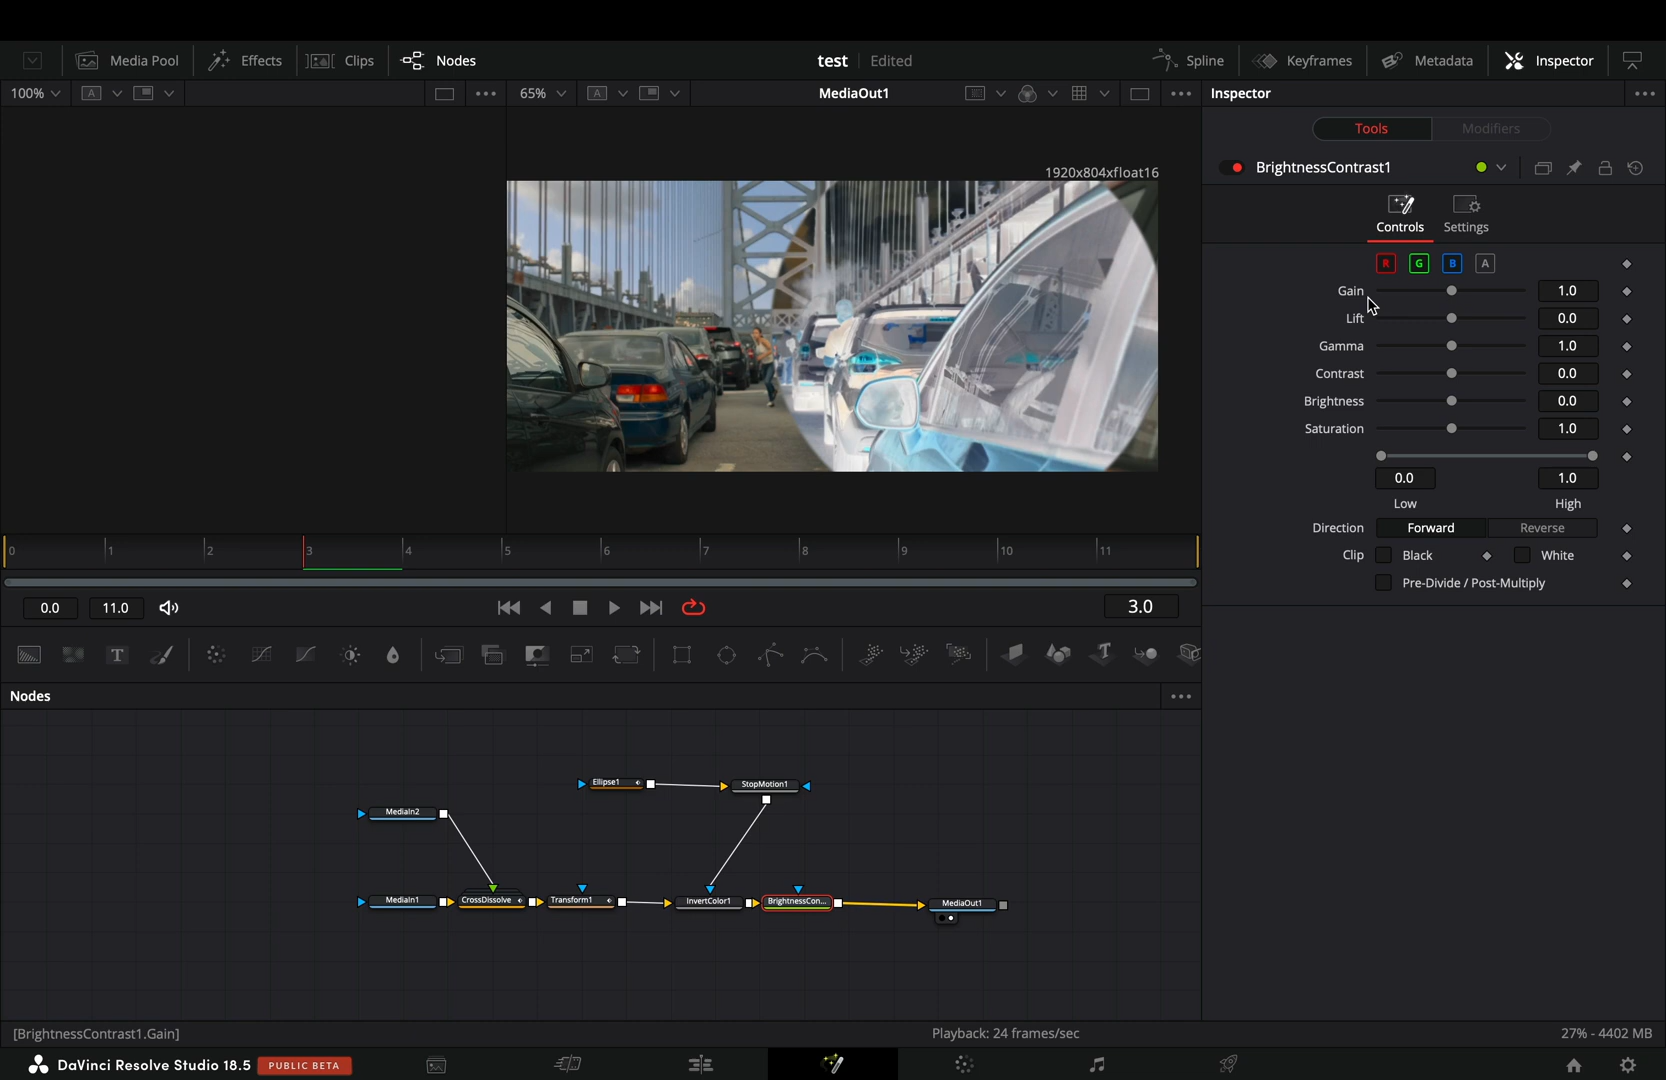 Media Pool Effects Clips Nodes test Edited Spline Keyframes Metadata Inspector
100% A 65% A MediaOut1 Inspector
Tools Modifiers
1920x804xfloat16
BrightnessContrast1
Controls Settings
R G B A
Gain 1.0
Lift 0.0
Gamma 1.0
Contrast 0.0
Brightness 0.0
Saturation 1.0
0.0 1.0
Low High
Direction Forward Reverse
Clip Black White
Pre-Divide / Post-Multiply
0 1 2 3 4 5 6 7 8 9 10 11
0.0 11.0 3.0
T T
Nodes
Ellipse1 StopMotion1
MediaIn2
MediaIn1 CrossDissolve Transform1 InvertColor1 BrightnessCon... MediaOut1
[BrightnessContrast1.Gain] Playback: 24 frames/sec 27% - 4402 MB
DaVinci Resolve Studio 18.5 PUBLIC BETA